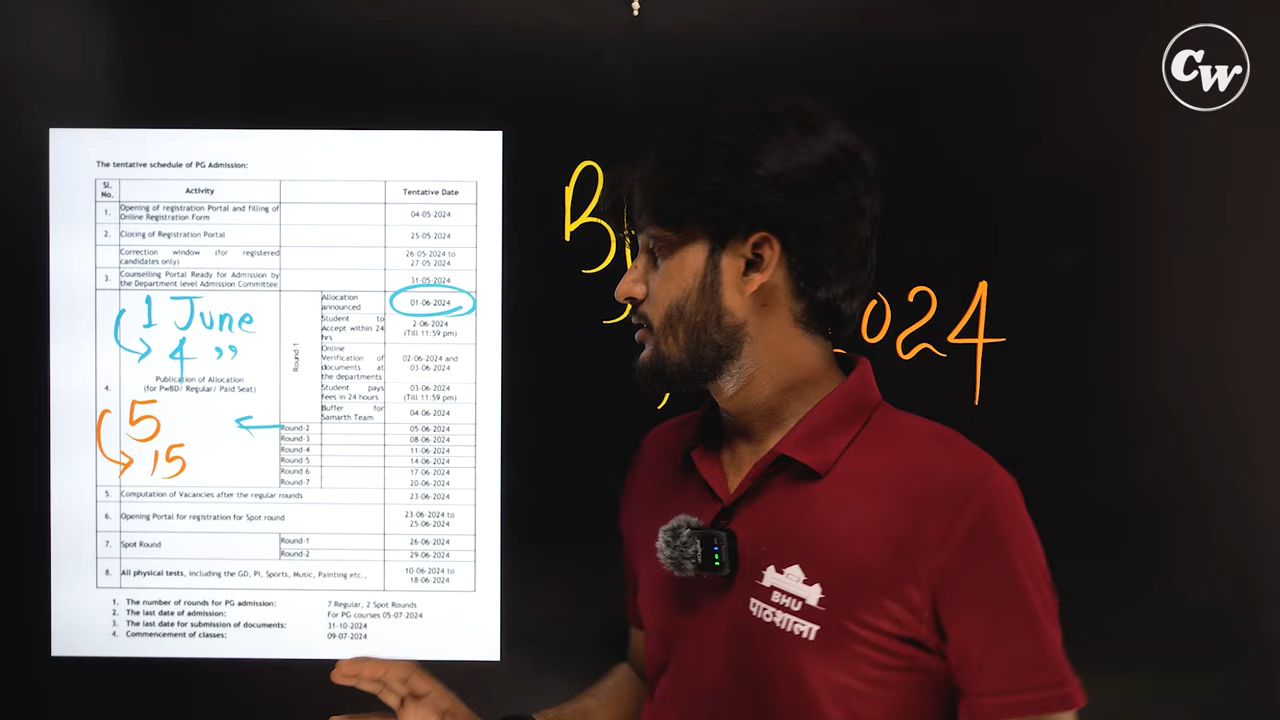 CW
The tentative schedule of PG Admission:
Sl. No. Activity Tentative Date
1. Opening of registration Portal and filling of Online Registration Form 04-05-2024
2. Closing of Registration Portal 25-05-2024
Correction window (for registered candidates only) 26-05-2024 to 27-05-2024
3. Counselling Portal Ready for Admission by the Department level Admission Committee 31-05-2024
4. Publication of Allocation (for PwBD/ Regular/ Paid Seat)
Round-1
Allocation announced 01-06-2024
Student to Accept within 24 hrs 2-06-2024 (Till 11:59 pm)
Online Verification of documents at the departments 02-06-2024 and 03-06-2024
Student pays fees in 24 hours 03-06-2024 (Till 11:59 pm)
Buffer for Samarth Team 04-06-2024
Round-2 05-06-2024
Round-3 08-06-2024
Round-4 11-06-2024
Round-5 14-06-2024
Round-6 17-06-2024
Round-7 20-06-2024
5. Computation of Vacancies after the regular rounds 23-06-2024
6. Opening Portal for registration for Spot round 23-06-2024 to 25-06-2024
7. Spot Round Round-1 26-06-2024
Round-2 29-06-2024
8. All physical tests, including the GD, PI, Sports, Music, Painting etc., 10-06-2024 to 18-06-2024
1. The number of rounds for PG admission: 7 Regular, 2 Spot Rounds
2. The last date of admission: For PG courses 05-07-2024
3. The last date for submission of documents: 31-10-2024
4. Commencement of classes: 09-07-2024
1 June
4 ,,
5
15
B
024
BHU
पाठशाला